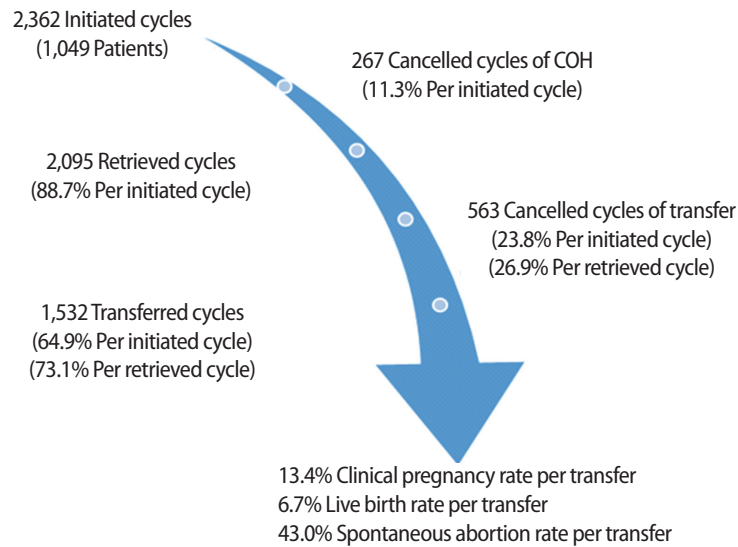 2,362 Initiated cycles
(1,049 Patients)
267 Cancelled cycles of COH
(11.3% Per initiated cycle)
2,095 Retrieved cycles
(88.7% Per initiated cycle)
563 Cancelled cycles of transfer
(23.8% Per initiated cycle)
(26.9% Per retrieved cycle)
1,532 Transferred cycles
(64.9% Per initiated cycle)
(73.1% Per retrieved cycle)
13.4% Clinical pregnancy rate per transfer
6.7% Live birth rate per transfer
43.0% Spontaneous abortion rate per transfer